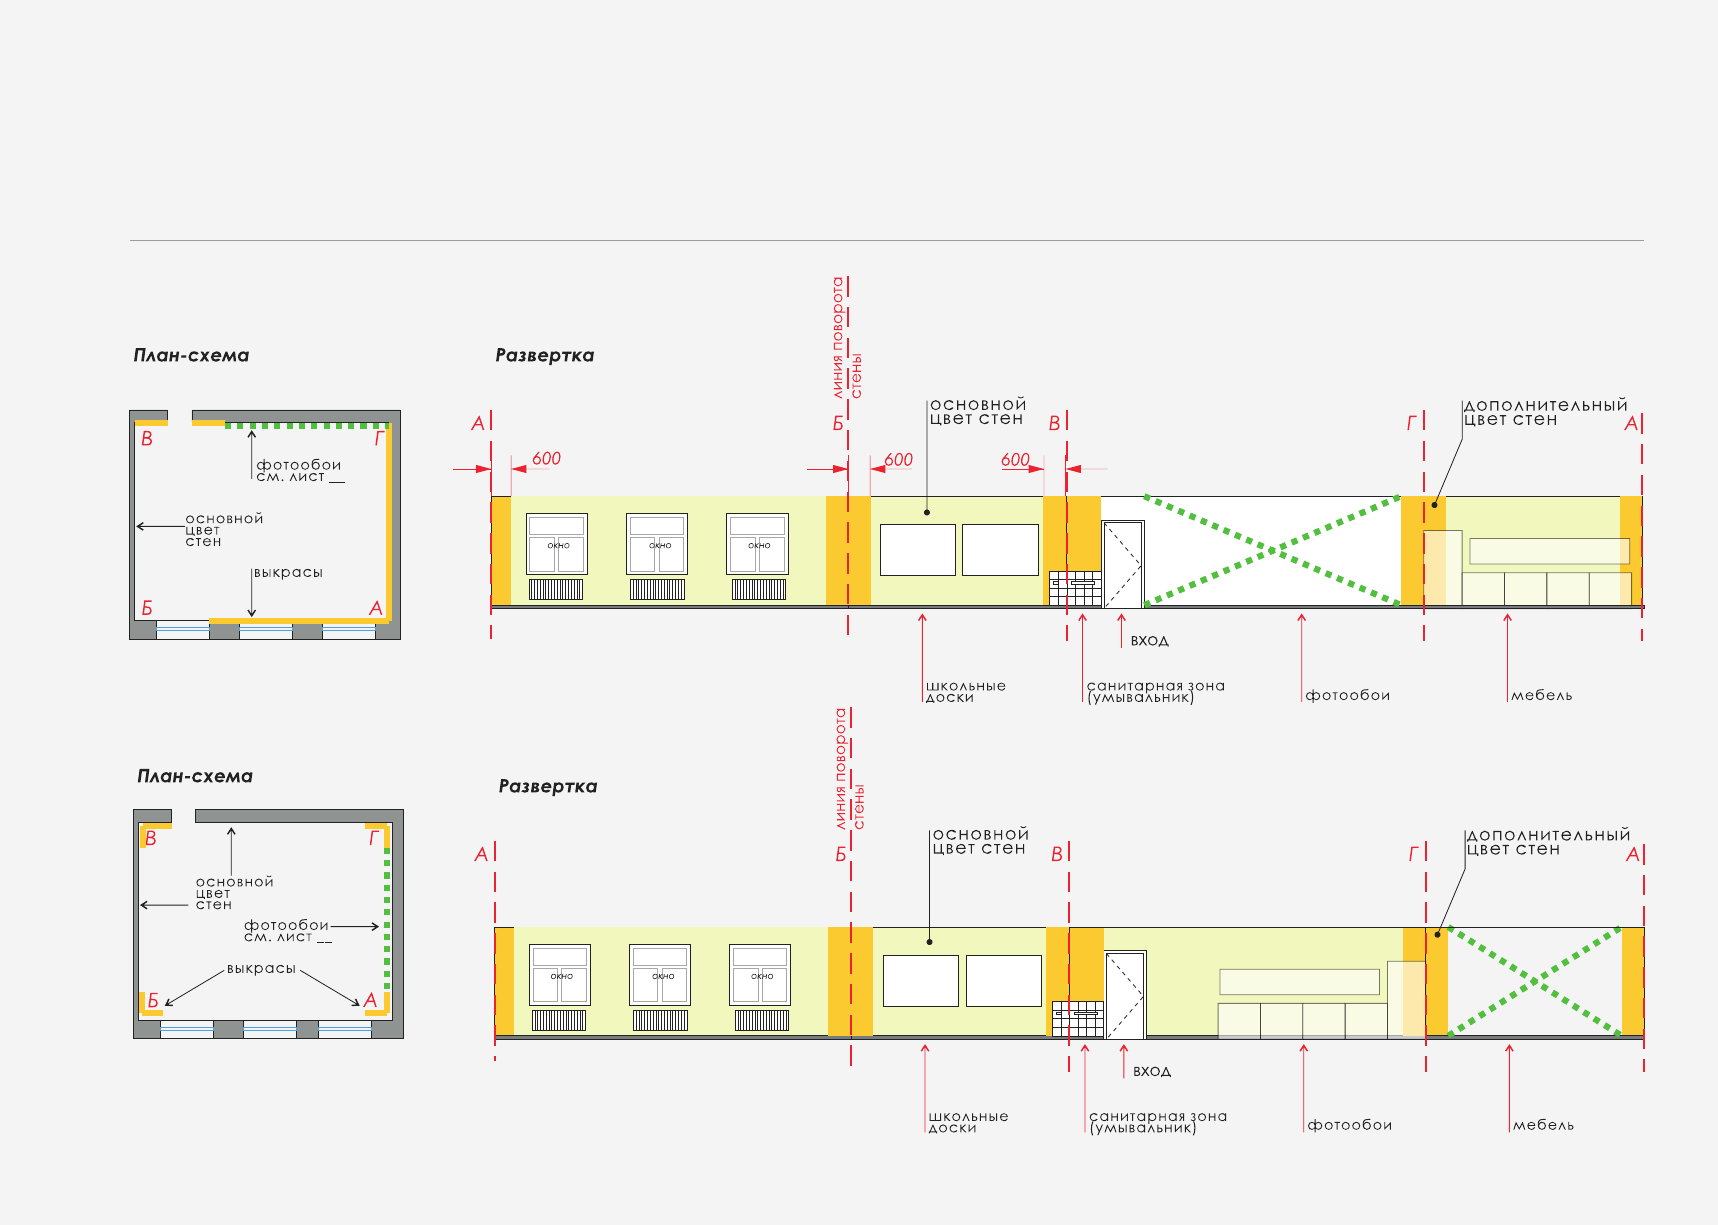 План-схема
Развертка
линия поворота
стены
А
Б
В
Г
А
основной
цвет стен
дополнительный
цвет стен
600
600
600
В
Г
фотообои
см. лист __
основной
цвет
стен
выкрасы
Б
А
окно
окно
окно
вход
школьные
доски
санитарная зона
(умывальник)
фотообои
мебель
План-схема
Развертка
линия поворота
стены
А
Б
В
Г
А
основной
цвет стен
дополнительный
цвет стен
В
Г
основной
цвет
стен
фотообои
см. лист __
выкрасы
Б
А
окно
окно
окно
вход
школьные
доски
санитарная зона
(умывальник)
фотообои
мебель